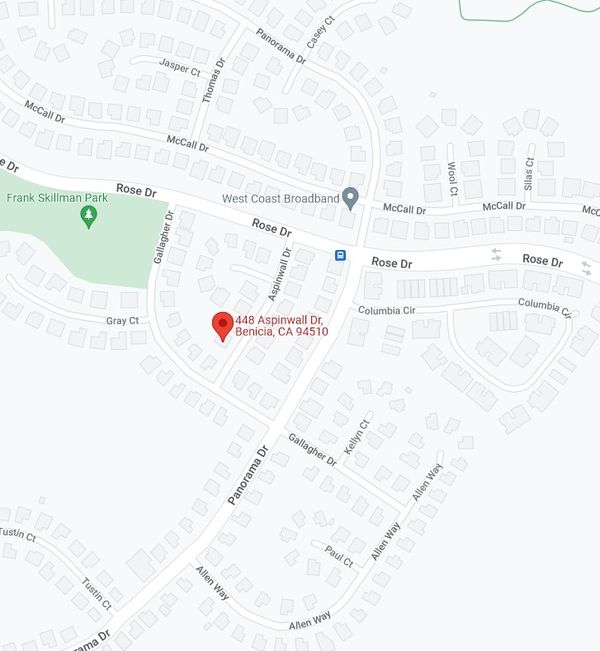 Casey Ct
Panorama Dr
Jasper Ct
Thomas Dr
McCall Dr
McCall Dr
Wool Ct
Silas Ct
e Dr
Rose Dr
Frank Skillman Park
West Coast Broadband
McCall Dr
McCall Dr
Mc
Gallagher Dr
Rose Dr
Aspinwall Dr
Rose Dr
Rose Dr
Columbia Cir
Columbia Cir
Gray Ct
448 Aspinwall Dr,
Benicia, CA 94510
Gallagher Dr
Kellyn Ct
Panorama Dr
Allen Way
Allen Way
Tustin Ct
Paul Ct
Tustin Ct
Allen Way
Allen Way
rama Dr